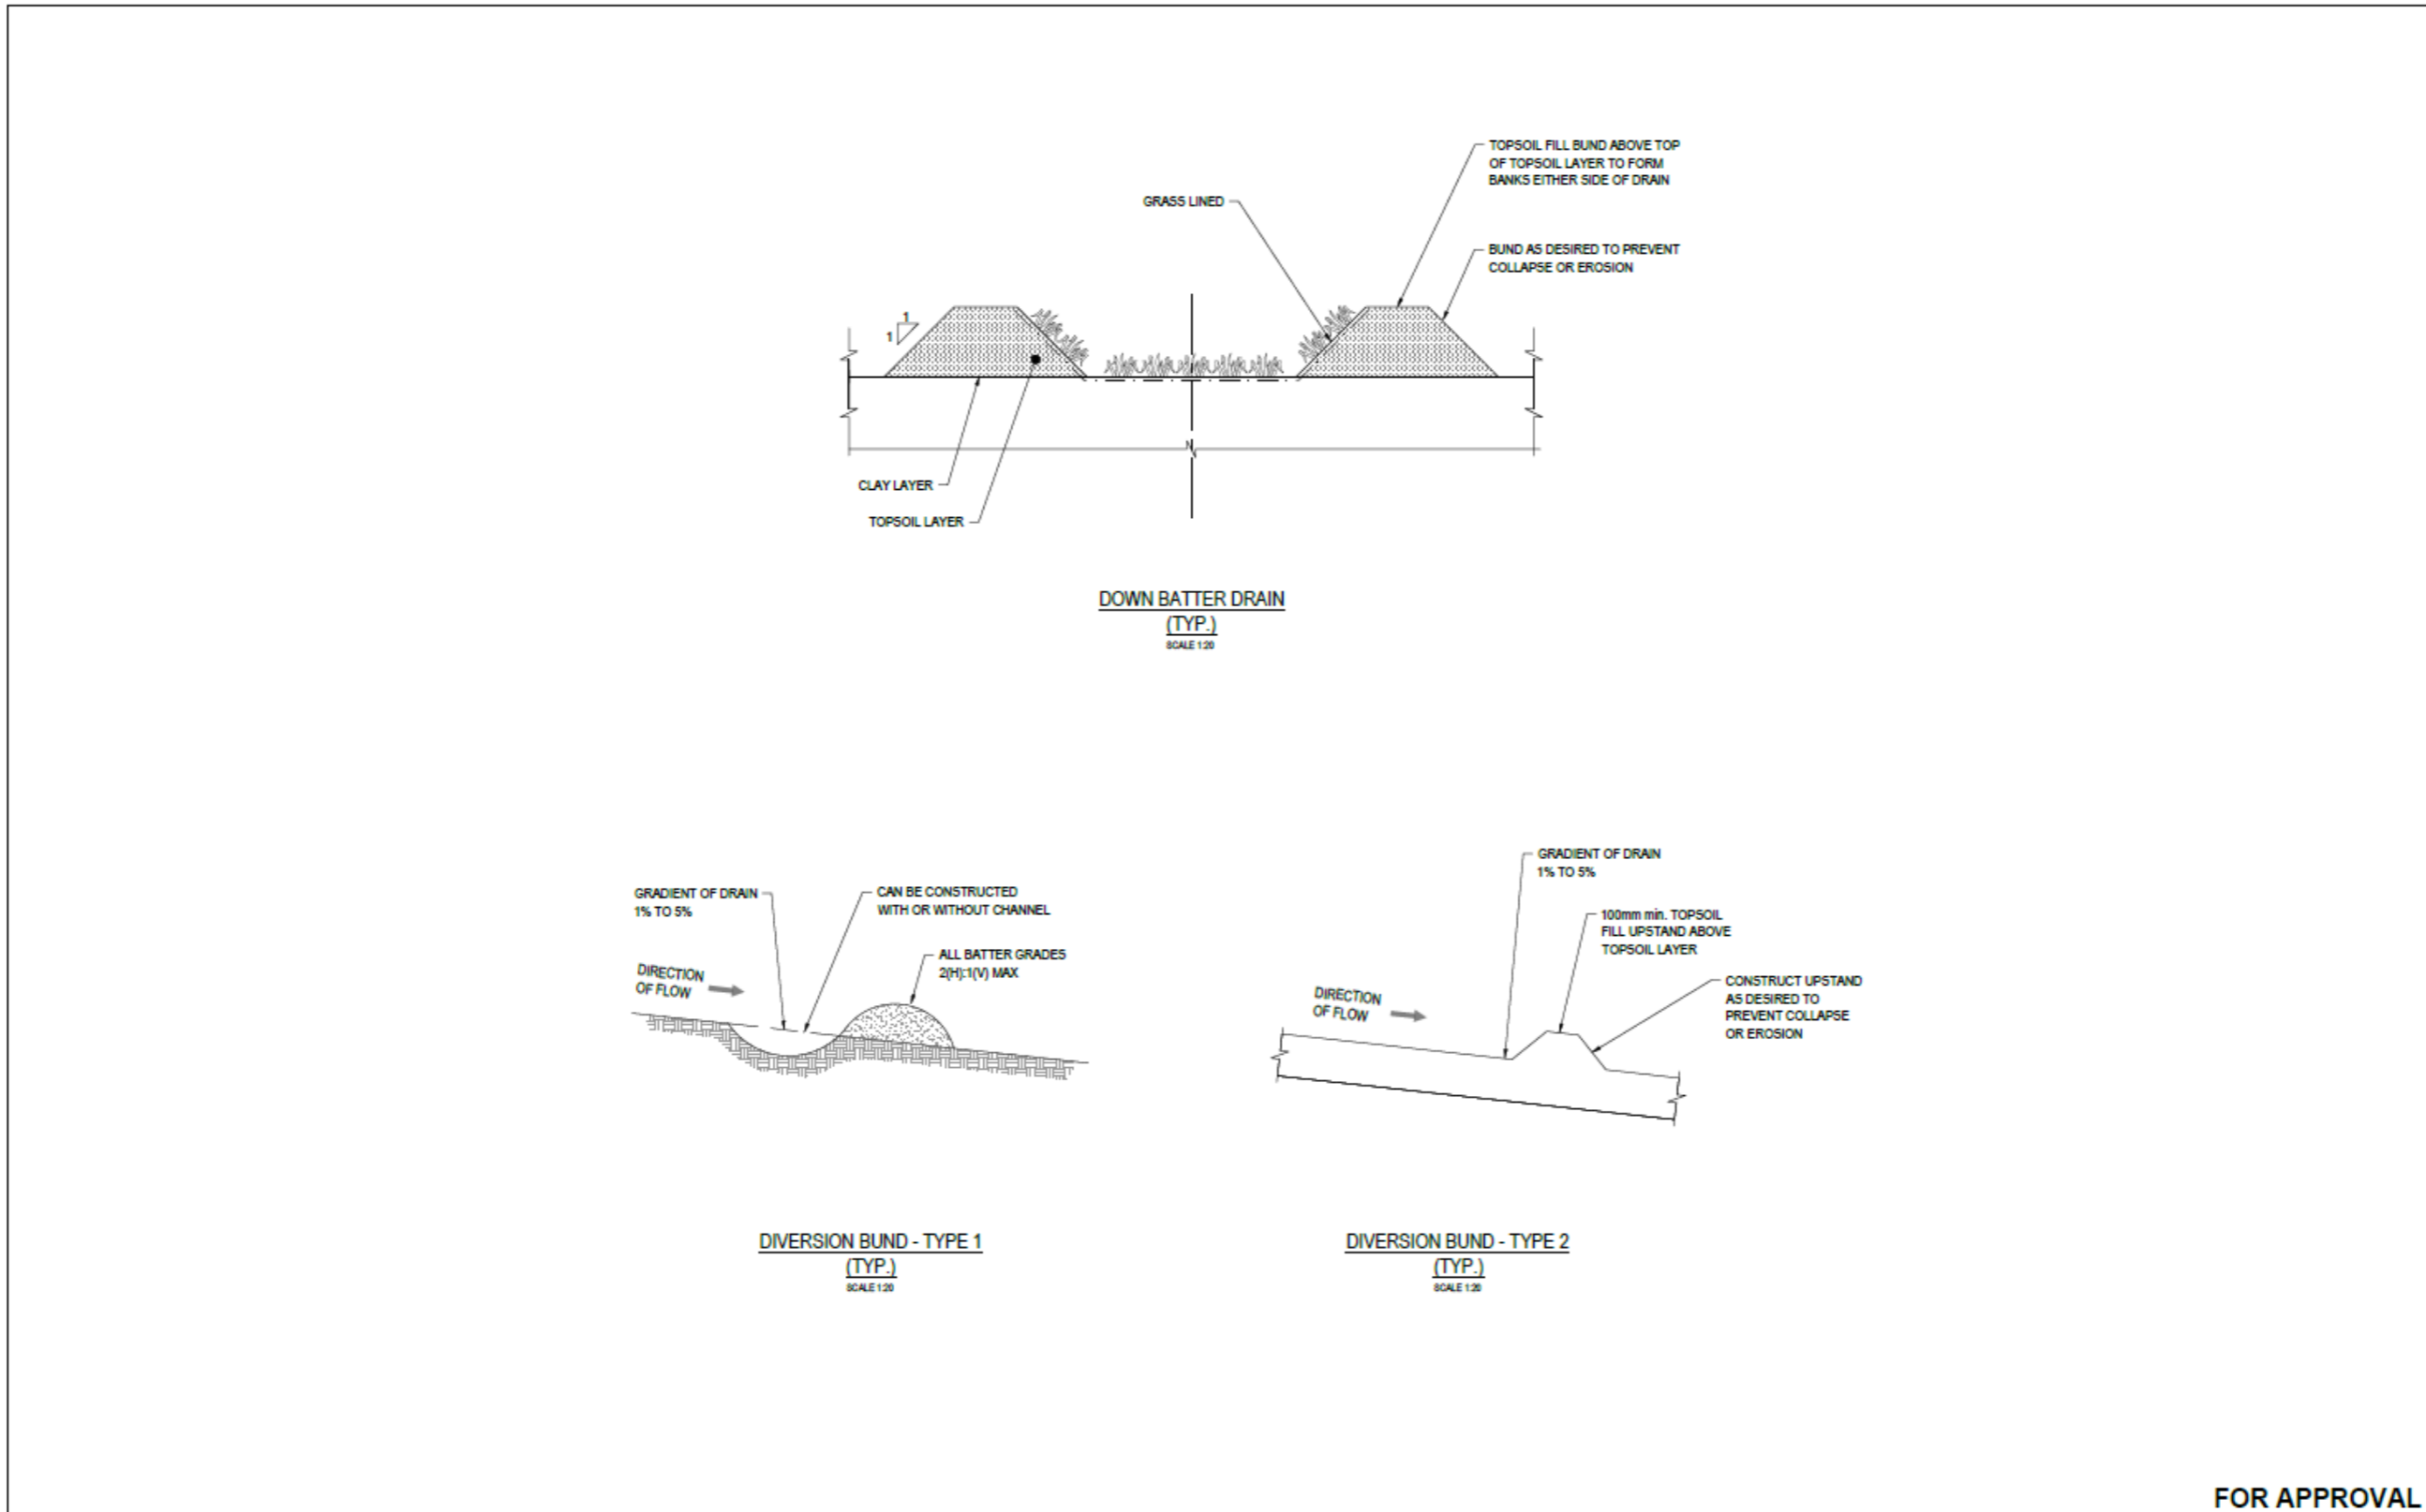 TOPSOIL FILL BUND ABOVE TOP
OF TOPSOIL LAYER TO FORM
BANKS EITHER SIDE OF DRAIN
GRASS LINED
BUND AS DESIRED TO PREVENT
COLLAPSE OR EROSION
1
1
CLAY LAYER
TOPSOIL LAYER
DOWN BATTER DRAIN
(TYP.)
SCALE 1:20
GRADIENT OF DRAIN
1% TO 5%
CAN BE CONSTRUCTED
WITH OR WITHOUT CHANNEL
ALL BATTER GRADES
2(H):1(V) MAX
DIRECTION
OF FLOW
DIVERSION BUND - TYPE 1
(TYP.)
SCALE 1:20
GRADIENT OF DRAIN
1% TO 5%
100mm min. TOPSOIL
FILL UPSTAND ABOVE
TOPSOIL LAYER
CONSTRUCT UPSTAND
AS DESIRED TO
PREVENT COLLAPSE
OR EROSION
DIRECTION
OF FLOW
DIVERSION BUND - TYPE 2
(TYP.)
SCALE 1:20
FOR APPROVAL